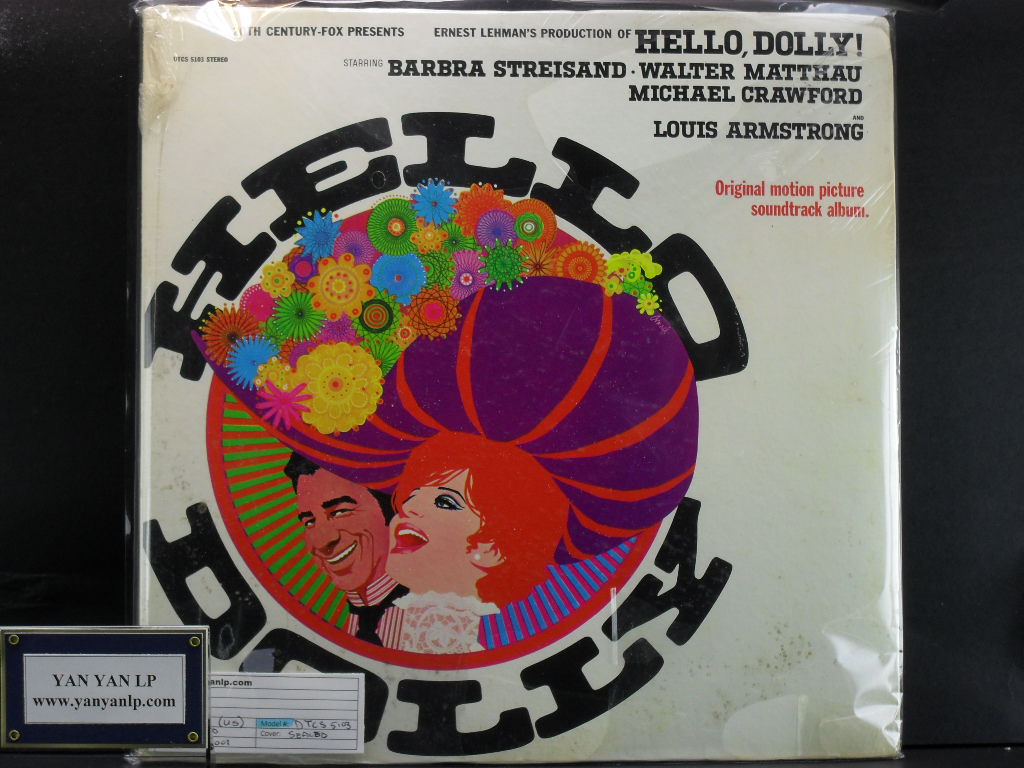 TH CENTURY-FOX PRESENTS ERNEST LEHMAN'S PRODUCTION OF HELLO, DOLLY!
DTCS 5103 STEREO
STARRING BARBRA STREISAND · WALTER MATTHAU
MICHAEL CRAWFORD
AND
LOUIS ARMSTRONG
Original motion picture
soundtrack album.
HELLO
DOLLY
YAN YAN LP
www.yanyanlp.com
anlp.com
(US) Model #: DTCS 5103
Cover: SEALED